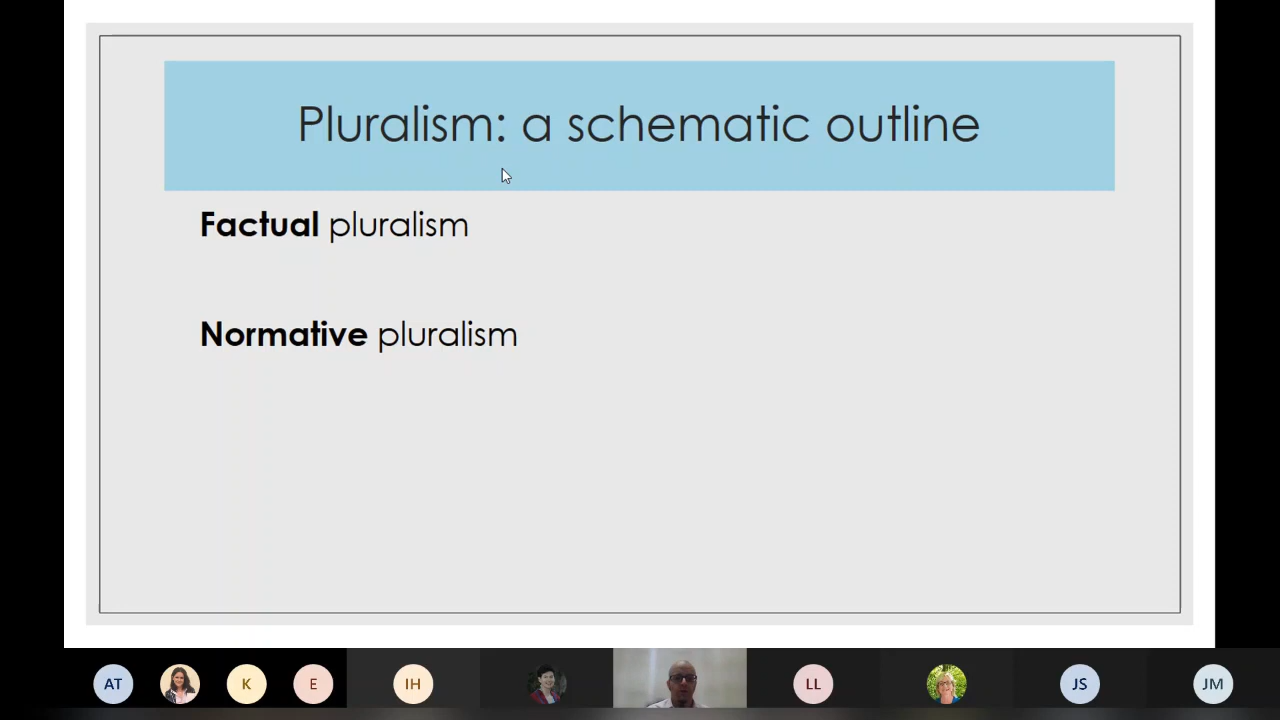 Pluralism: a schematic outline
Factual pluralism
Normative pluralism
AT
K
E
IH
LL
JS
JM